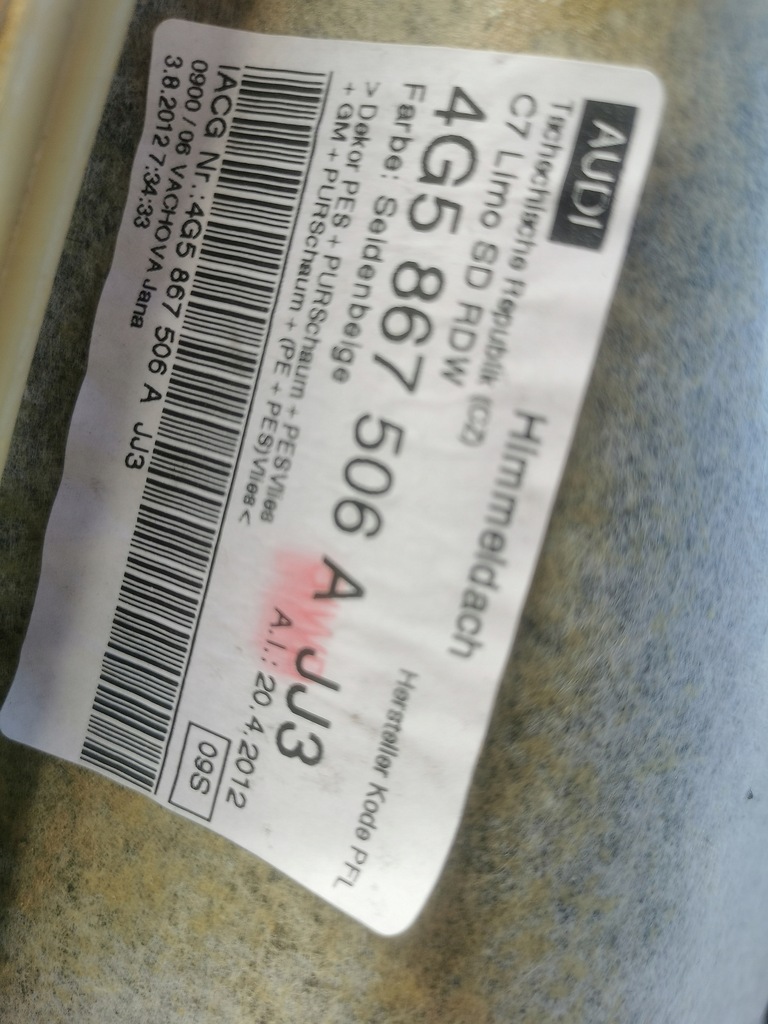 AUDI
Tschechische Republik (CZ)
Himmeldach
C7 Limo SD RDW
Hersteller Kode PFL
4G5 867 506 A JJ3
Farbe: Seidenbeige
> Dekor PES + PURSchaum + PESVlies
+ GM + PURSchaum + (PE + PES)Vlies <
A.I.: 20.4.2012
09S
IACG Nr.:4G5 867 506 A JJ3
0900 / 06 VACHOVA Jana
3.8.2012 7:34:33